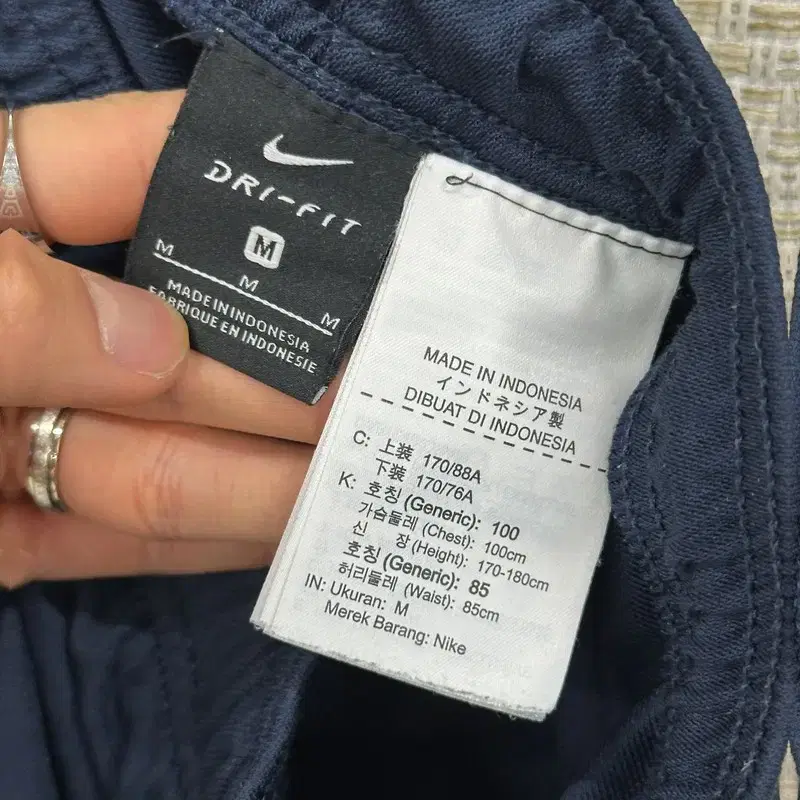 DRI-FIT
M
M
M
M
MADE IN INDONESIA
FABRIQUE EN INDONESIE
MADE IN INDONESIA
インドネシア製
DIBUAT DI INDONESIA
C: 上装 170/88A
下装 170/76A
K: 호칭 (Generic): 100
가슴둘레 (Chest): 100cm
신 장 (Height): 170-180cm
호칭 (Generic): 85
허리둘레 (Waist): 85cm
IN: Ukuran: M
Merek Barang: Nike